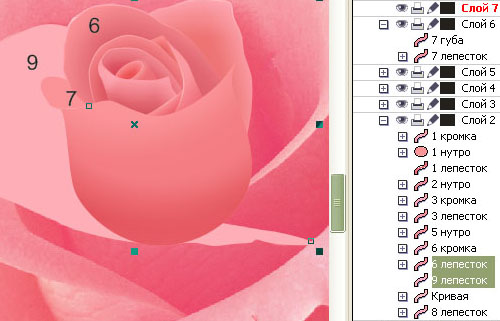 6
9
7
Слой 7
Слой 6
7 губа
7 лепесток
Слой 5
Слой 4
Слой 3
Слой 2
1 кромка
1 нутро
1 лепесток
2 нутро
3 кромка
3 лепесток
5 нутро
6 кромка
6 лепесток
9 лепесток
Кривая
8 лепесток